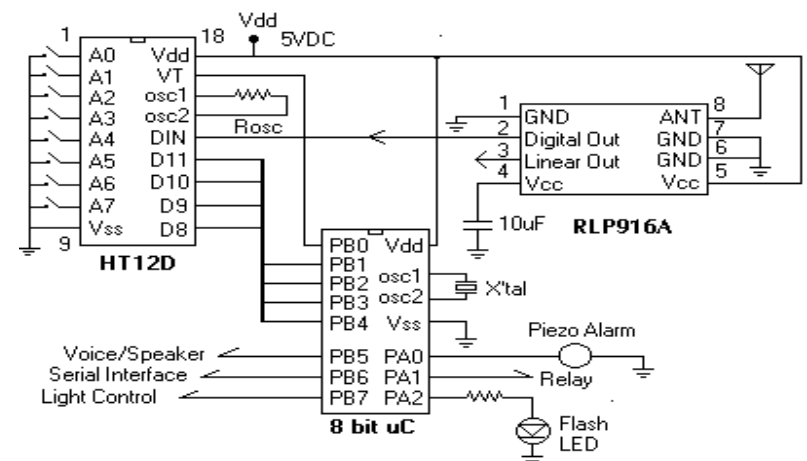 Vdd
1
18
5VDC
A0 Vdd
A1 VT
A2 osc1
A3 osc2
Rosc
A4 DIN
A5 D11
A6 D10
A7 D9
Vss D8
9
HT12D
1
GND ANT
8
2
Digital Out GND
7
3
Linear Out GND
6
4
Vcc Vcc
5
10uF
RLP916A
PB0 Vdd
PB1
PB2 osc1
PB3 osc2
X'tal
PB4 Vss
Piezo Alarm
Voice/Speaker
PB5 PA0
Serial Interface
PB6 PA1
Relay
Light Control
PB7 PA2
8 bit uC
Flash
LED